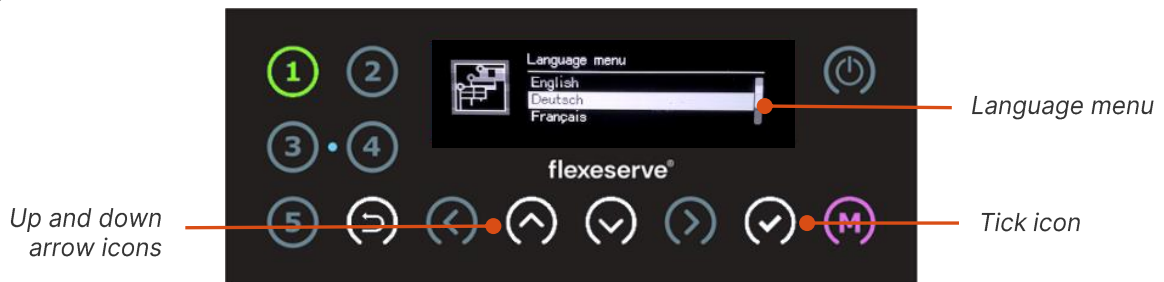 1 2
Language menu
English
Deutsch
Français
Language menu
3 4
flexeserve®
Up and down
arrow icons
5
M
Tick icon